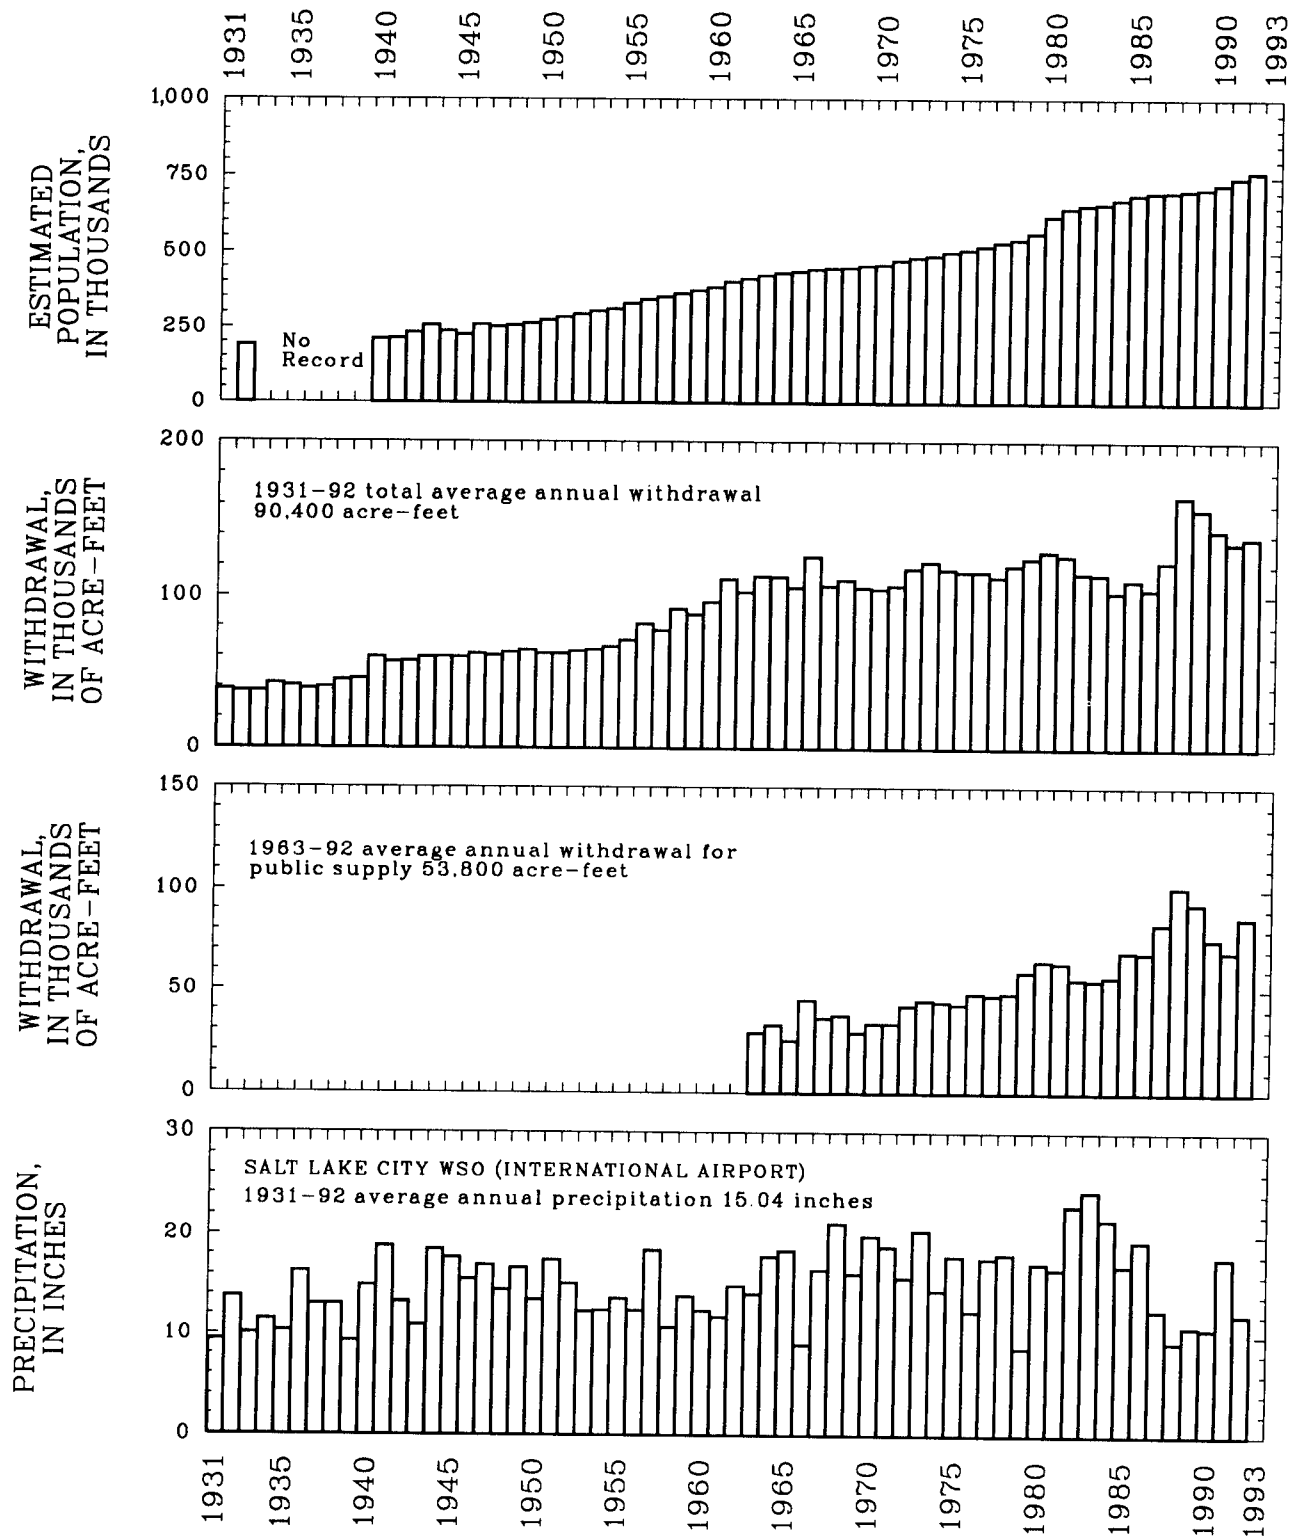 1931 1935 1940 1945 1950 1955 1960 1965 1970 1975 1980 1985 1990 1993
ESTIMATED
POPULATION,
IN THOUSANDS
1,000
750
500
250
0
No
Record
WITHDRAWAL,
IN THOUSANDS
OF ACRE-FEET
200
100
0
1931-92 total average annual withdrawal
90,400 acre-feet
WITHDRAWAL,
IN THOUSANDS
OF ACRE-FEET
150
100
50
0
1963-92 average annual withdrawal for
public supply 53,800 acre-feet
PRECIPITATION,
IN INCHES
30
20
10
0
SALT LAKE CITY WSO (INTERNATIONAL AIRPORT)
1931-92 average annual precipitation 15.04 inches
1931 1935 1940 1945 1950 1955 1960 1965 1970 1975 1980 1985 1990 1993